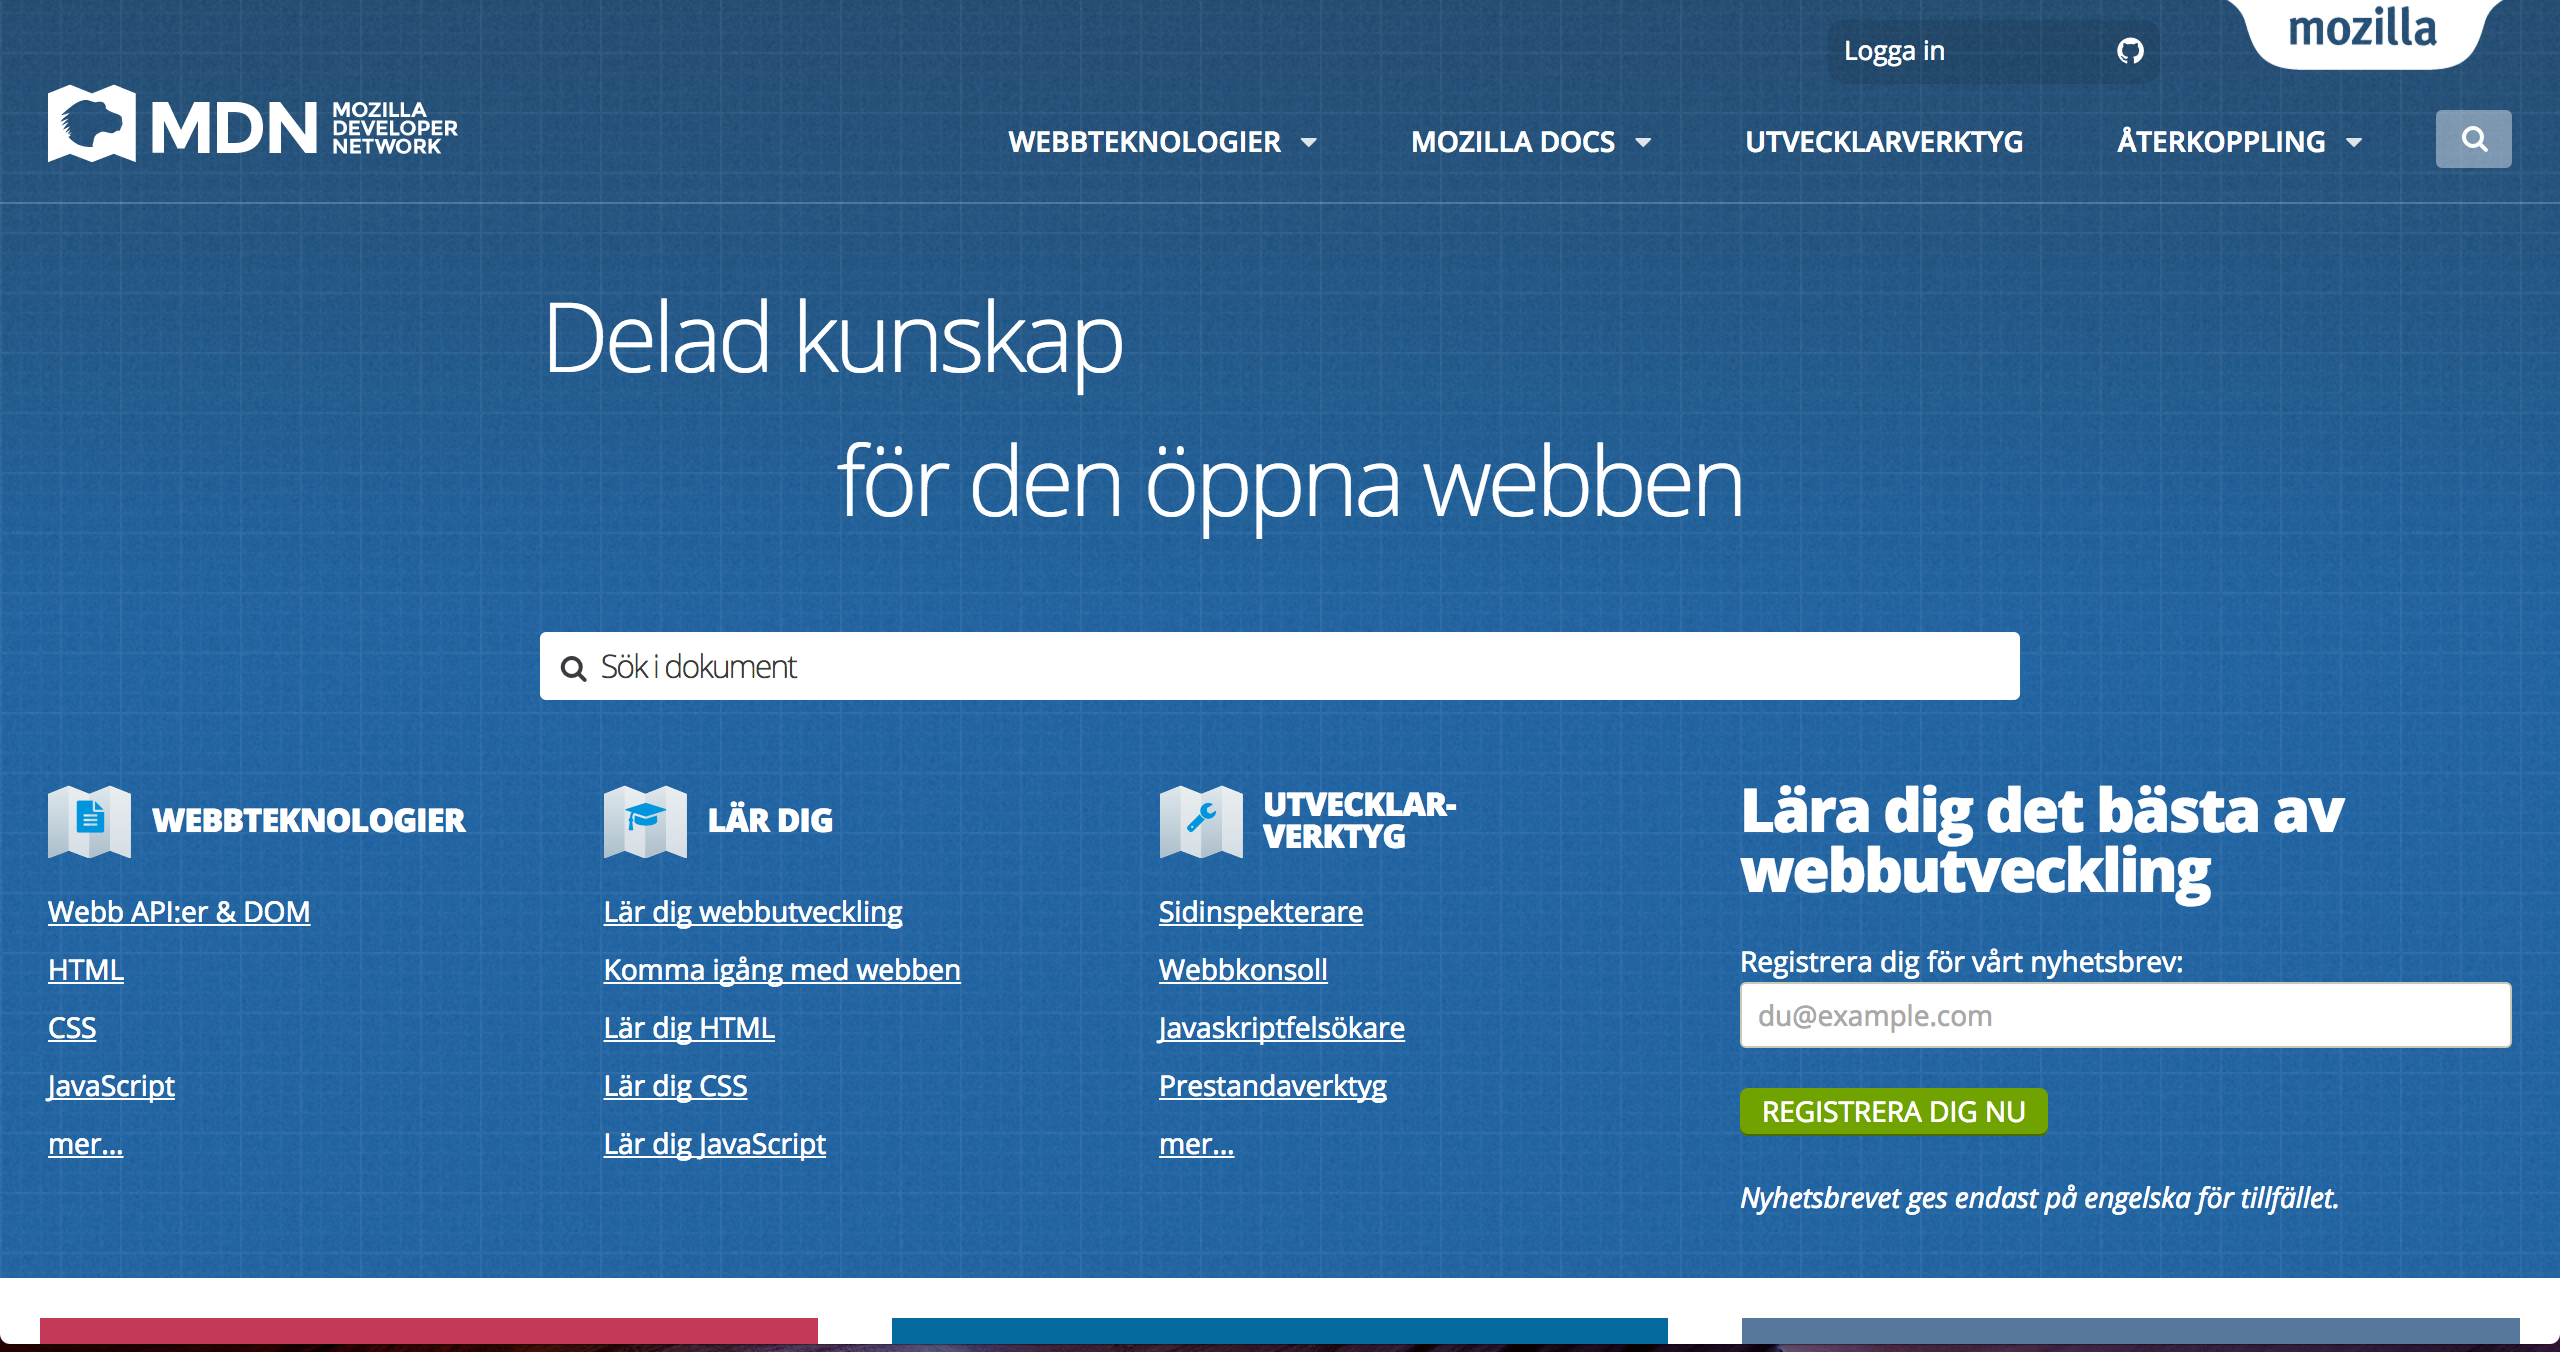 mozilla
Logga in
MDN MOZILLA
DEVELOPER
NETWORK
WEBBTEKNOLOGIER MOZILLA DOCS UTVECKLARVERKTYG ÅTERKOPPLING
Delad kunskap
för den öppna webben
Sök i dokument
WEBBTEKNOLOGIER
Webb API:er & DOM
HTML
CSS
JavaScript
mer...
LÄR DIG
Lär dig webbutveckling
Komma igång med webben
Lär dig HTML
Lär dig CSS
Lär dig JavaScript
UTVECKLAR-
VERKTYG
Sidinspekterare
Webbkonsoll
Javaskriptfelsökare
Prestandaverktyg
mer...
Lära dig det bästa av
webbutveckling
Registrera dig för vårt nyhetsbrev:
du@example.com
REGISTRERA DIG NU
Nyhetsbrevet ges endast på engelska för tillfället.